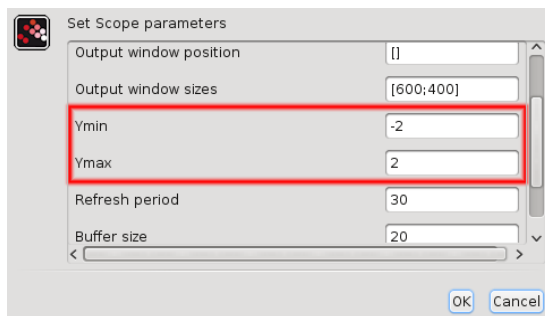 Set Scope parameters
Output window position []
Output window sizes [600;400]
Ymin -2
Ymax 2
Refresh period 30
Buffer size 20
OK Cancel